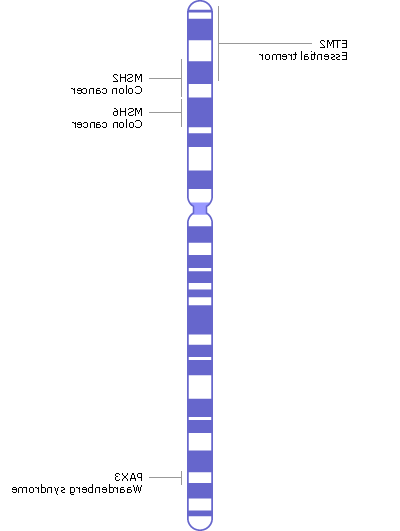 ETM2
Essential tremor
MSH2
Colon cancer
MSH6
Colon cancer
PAX3
Waardenberg syndrome